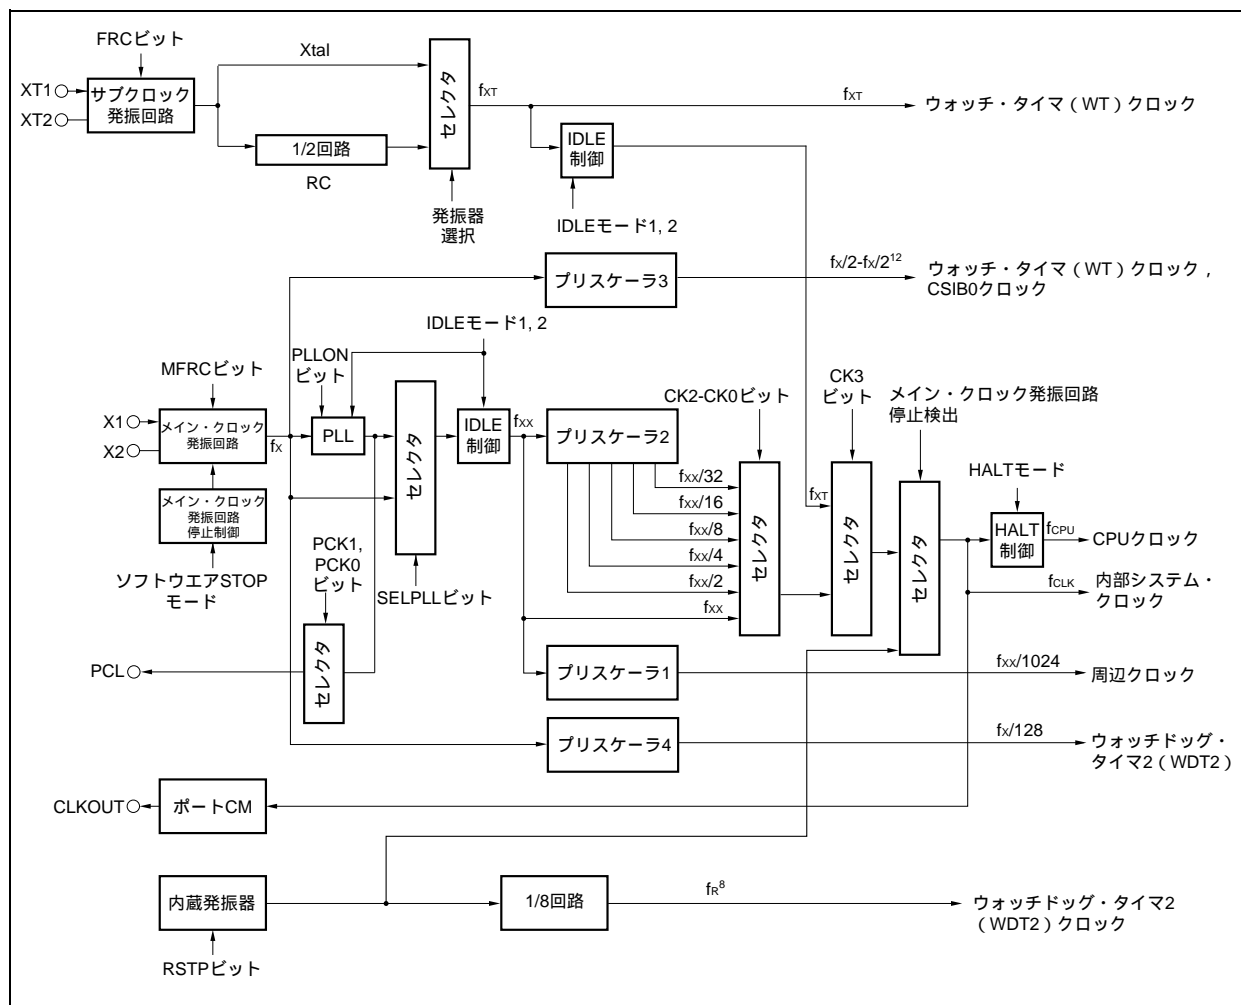 FRCビット
XT1
XT2
サブクロック
発振回路
Xtal
1/2回路
RC
セレクタ
発振器
選択
fXT
IDLE
制御
IDLEモード1, 2
fXT
ウォッチ・タイマ（WT）クロック
プリスケーラ3
fX/2-fX/2¹²
ウォッチ・タイマ（WT）クロック，
CSIB0クロック
IDLEモード1, 2
MFRCビット
PLLON
ビット
X1
X2
メイン・クロック
発振回路
fX
PLL
セレクタ
IDLE
制御
fXX
プリスケーラ2
CK2-CK0ビット
CK3
ビット
メイン・クロック発振回路
停止検出
HALTモード
メイン・クロック
発振回路
停止制御
ソフトウエアSTOP
モード
PCK1,
PCK0
ビット
SELPLLビット
fXX/32
fXX/16
fXX/8
fXX/4
fXX/2
fXX
セレクタ
fXT
セレクタ
セレクタ
HALT
制御
fCPU
CPUクロック
fCLK
内部システム・
クロック
PCL
セレクタ
プリスケーラ1
fXX/1024
周辺クロック
プリスケーラ4
fX/128
ウォッチドッグ・
タイマ2（WDT2）
CLKOUT
ポートCM
内蔵発振器
RSTPビット
1/8回路
fR⁸
ウォッチドッグ・タイマ2
（WDT2）クロック